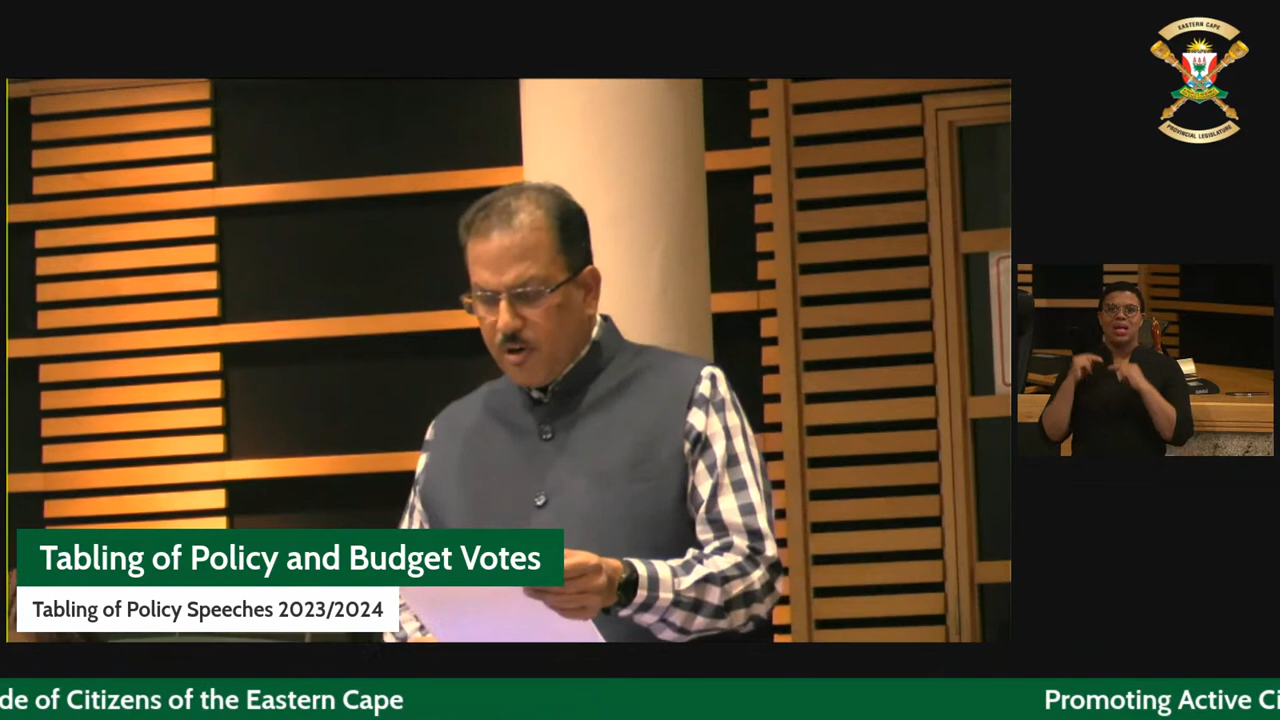 EASTERN CAPE
PROVINCIAL LEGISLATURE
Tabling of Policy and Budget Votes
Tabling of Policy Speeches 2023/2024
de of Citizens of the Eastern Cape
Promoting Active Ci